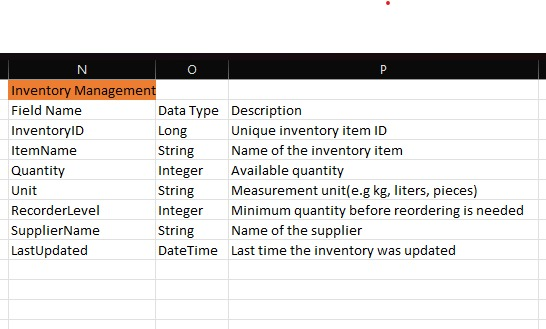 N O P
Inventory Management
Field Name Data Type Description
InventoryID Long Unique inventory item ID
ItemName String Name of the inventory item
Quantity Integer Available quantity
Unit String Measurement unit(e.g kg, liters, pieces)
RecorderLevel Integer Minimum quantity before reordering is needed
SupplierName String Name of the supplier
LastUpdated DateTime Last time the inventory was updated